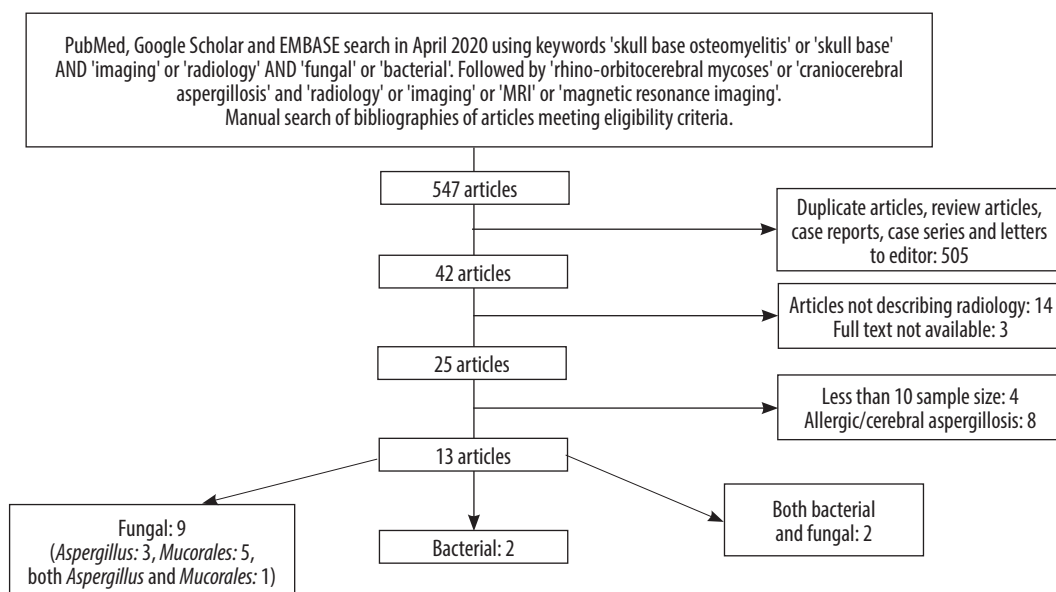 PubMed, Google Scholar and EMBASE search in April 2020 using keywords 'skull base osteomyelitis' or 'skull base'
AND 'imaging' or 'radiology' AND 'fungal' or 'bacterial'. Followed by 'rhino-orbitocerebral mycoses' or 'craniocerebral
aspergillosis' and 'radiology' or 'imaging' or 'MRI' or 'magnetic resonance imaging'.
Manual search of bibliographies of articles meeting eligibility criteria.
547 articles
Duplicate articles, review articles,
case reports, case series and letters
to editor: 505
42 articles
Articles not describing radiology: 14
Full text not available: 3
25 articles
Less than 10 sample size: 4
Allergic/cerebral aspergillosis: 8
13 articles
Fungal: 9
(Aspergillus: 3, Mucorales: 5,
both Aspergillus and Mucorales: 1)
Bacterial: 2
Both bacterial
and fungal: 2